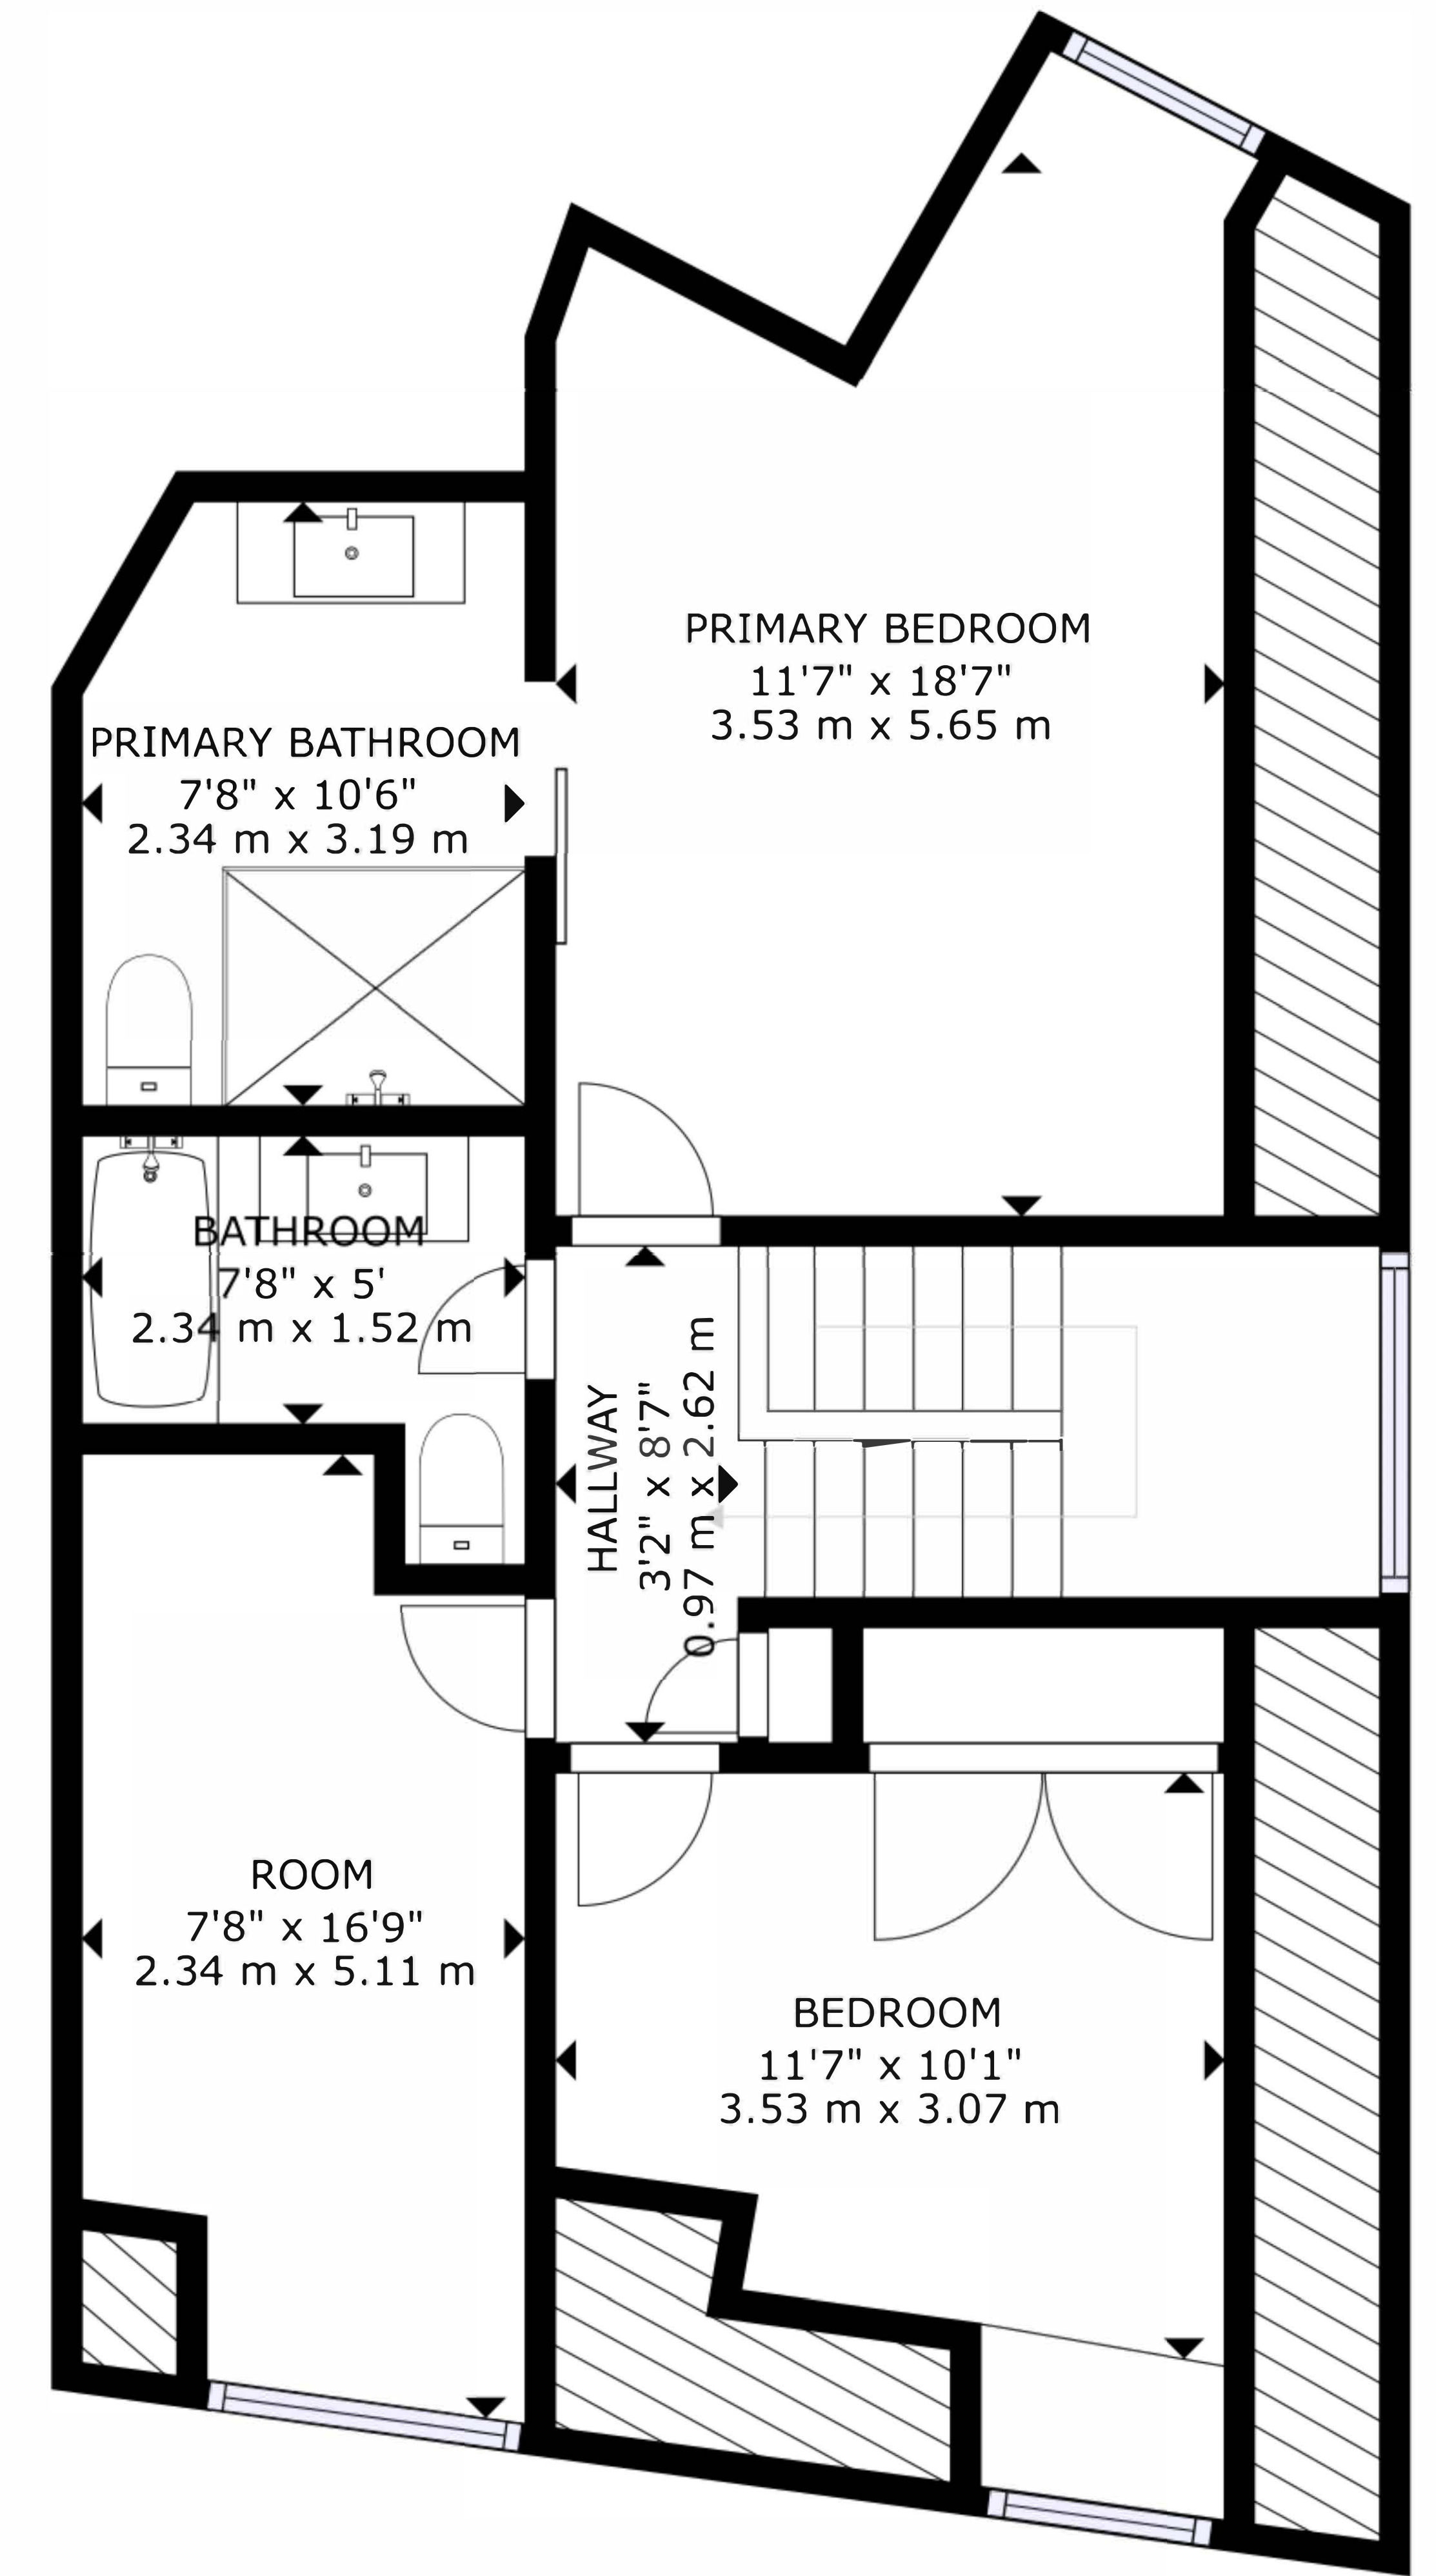 PRIMARY BEDROOM
11'7" x 18'7"
3.53 m x 5.65 m
PRIMARY BATHROOM
7'8" x 10'6"
2.34 m x 3.19 m
BATHROOM
7'8" x 5'
2.34 m x 1.52 m
HALLWAY
3'2" x 8'7"
0.97 m x 2.62 m
ROOM
7'8" x 16'9"
2.34 m x 5.11 m
BEDROOM
11'7" x 10'1"
3.53 m x 3.07 m